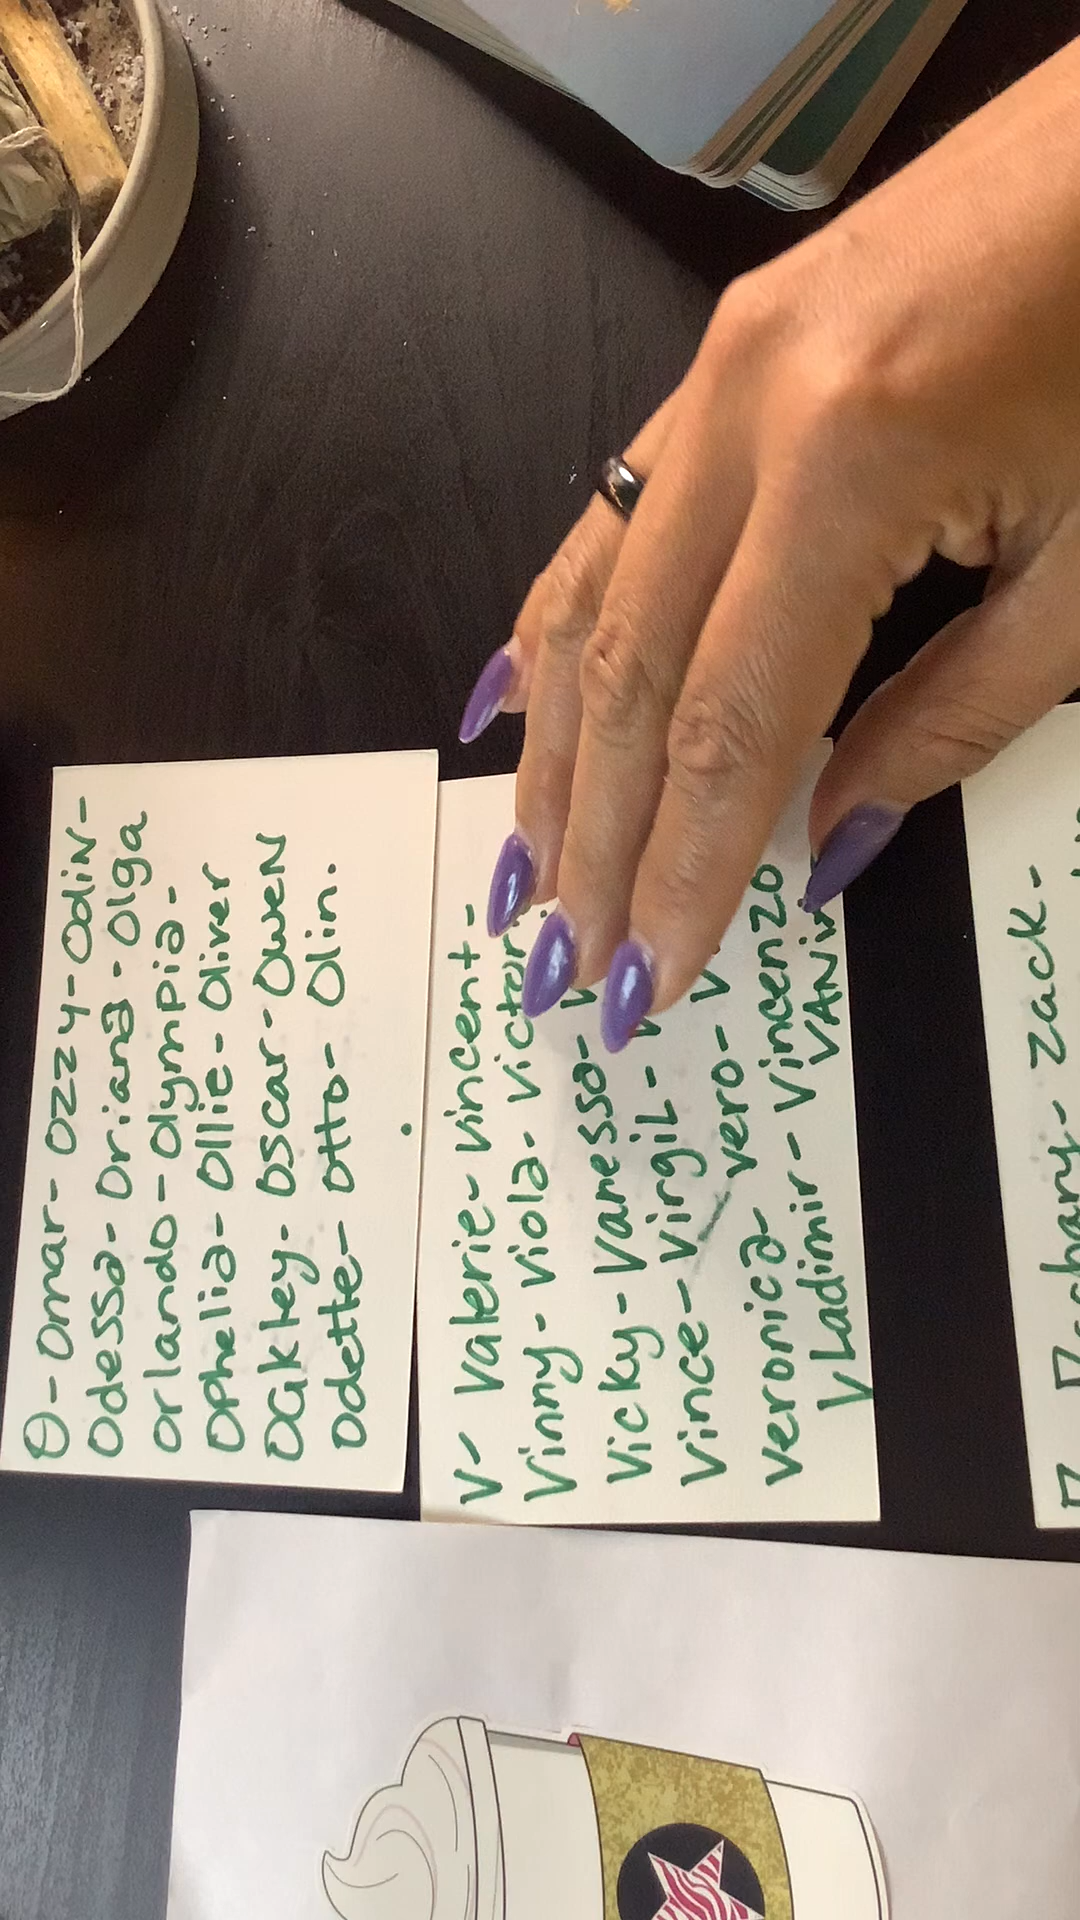 O- Omar- Ozzy-Odin-
Odessa- Oriana-Olga
Orlando-Olympia-
Ophelia- Ollie-Oliver
Oakley- Oscar-Owen
Odette- Otto- Olin.
V- Valerie-Vincent-
Vinny- Viola- Victor
Vicky- Vanessa-
Vince- Virgil-
Veronica- Vero-
Vladimir- Vincenzo
Zack-